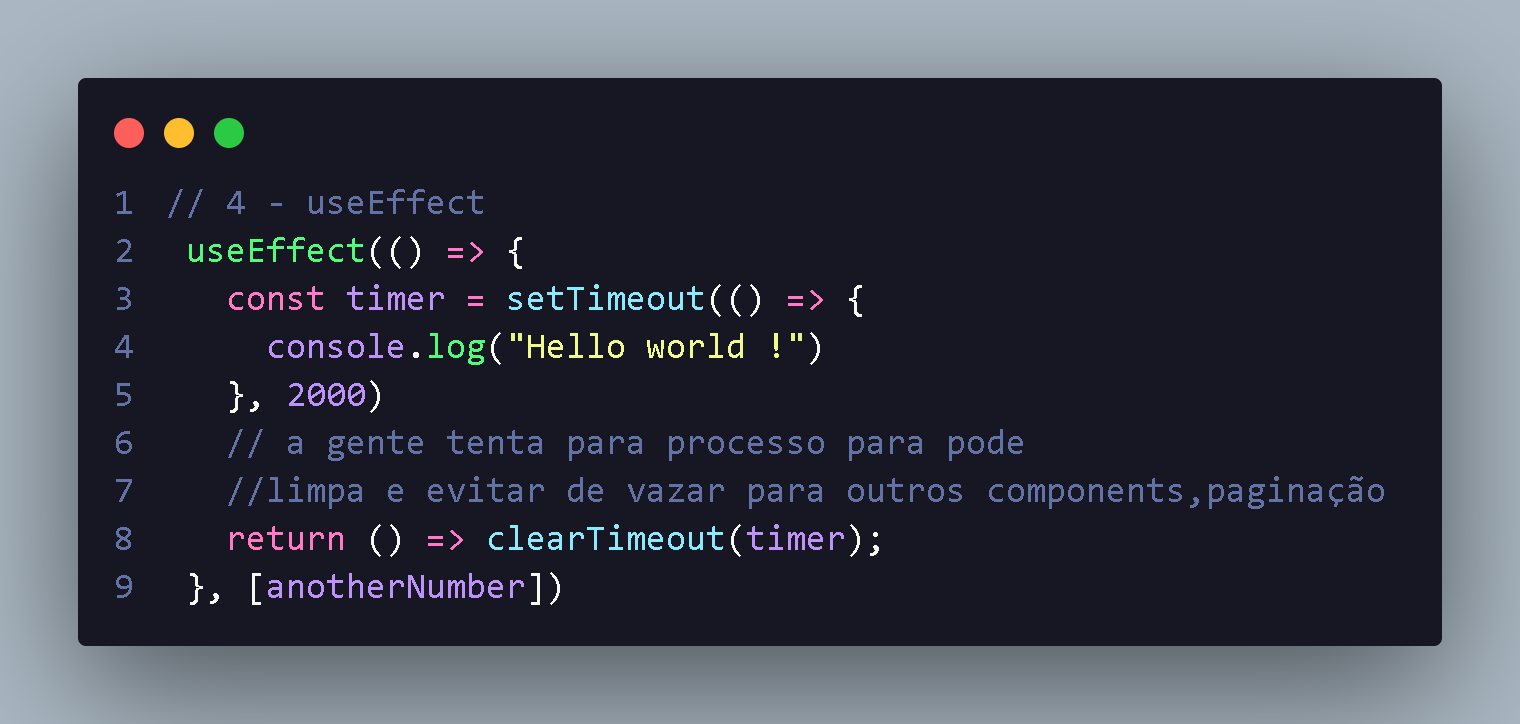 1 // 4 - useEffect
2 useEffect(() => {
3 const timer = setTimeout(() => {
4 console.log("Hello world !")
5 }, 2000)
6 // a gente tenta para processo para pode
7 //limpa e evitar de vazar para outros components,paginação
8 return () => clearTimeout(timer);
9 }, [anotherNumber])